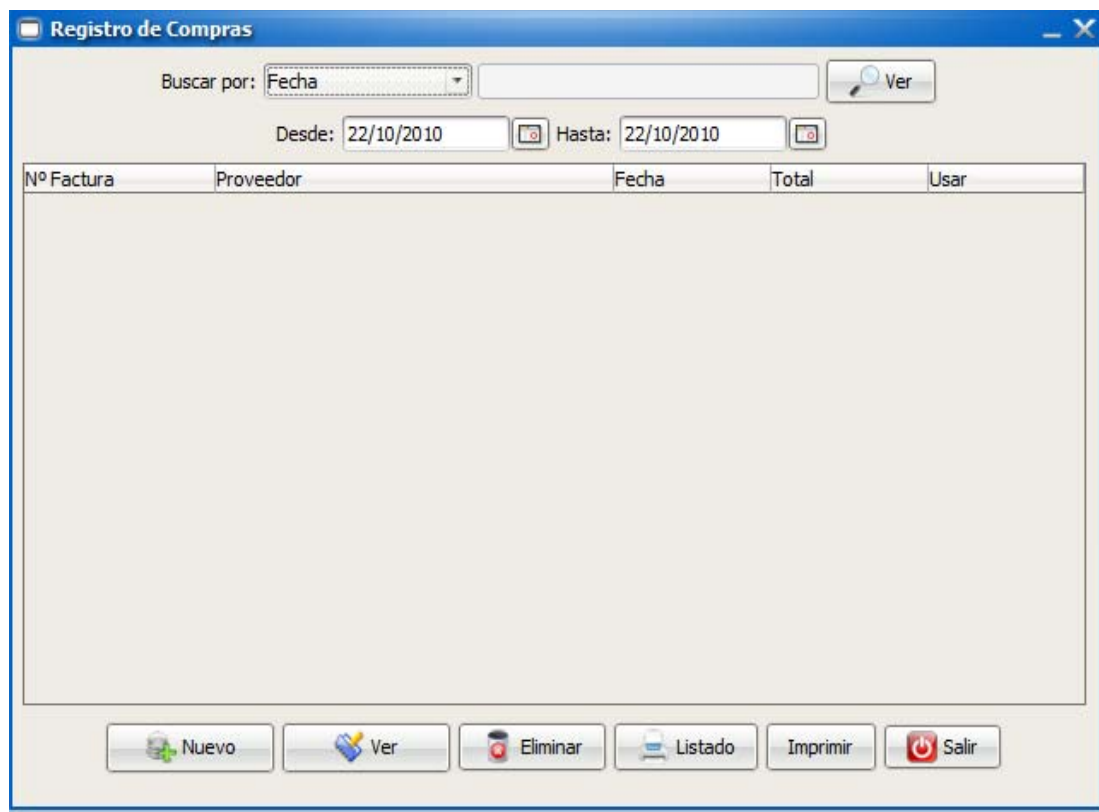 Registro de Compras
Buscar por: Fecha Ver
Desde: 22/10/2010 Hasta: 22/10/2010
Nº Factura Proveedor Fecha Total Usar
Nuevo Ver Eliminar Listado Imprimir Salir